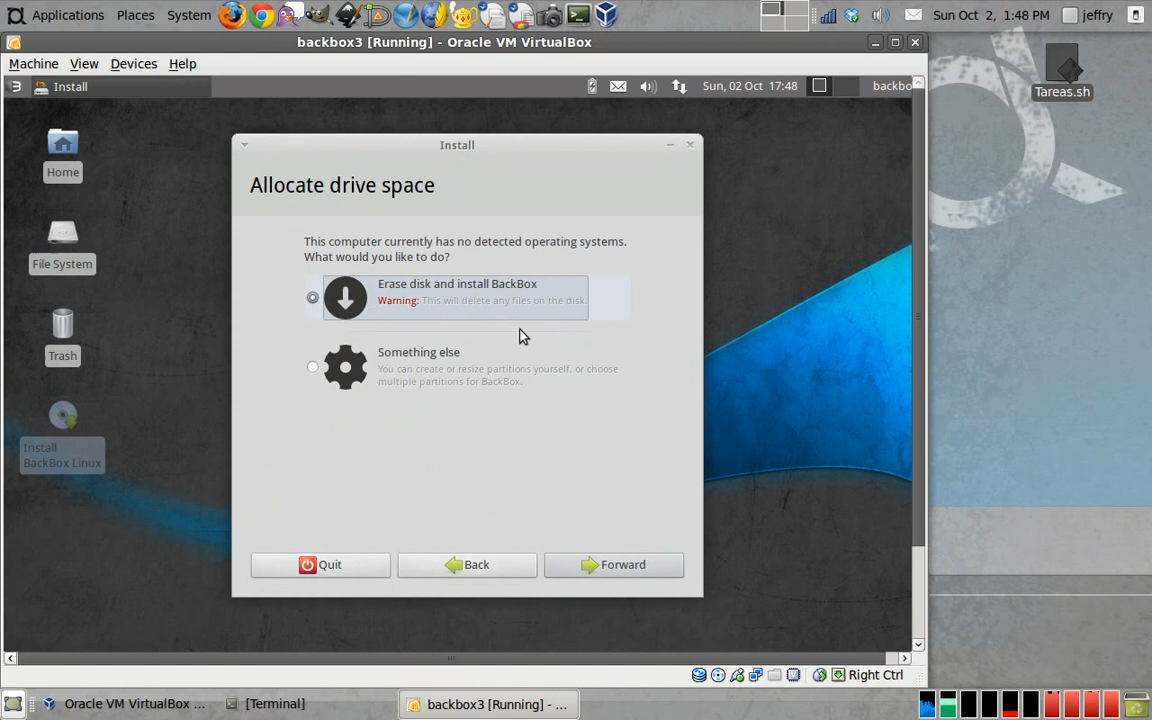 Applications Places System Sun Oct 2, 1:48 PM jeffry
backbox3 [Running] - Oracle VM VirtualBox
Machine View Devices Help
Install Sun, 02 Oct 17:48 backbo
Tareas.sh
Home
File System
Trash
Install
BackBox Linux
Install
Allocate drive space
This computer currently has no detected operating systems.
What would you like to do?
Erase disk and install BackBox
Warning: This will delete any files on the disk.
Something else
You can create or resize partitions yourself, or choose
multiple partitions for BackBox.
Quit Back Forward
Right Ctrl
Oracle VM VirtualBox ... [Terminal] backbox3 [Running] - ...